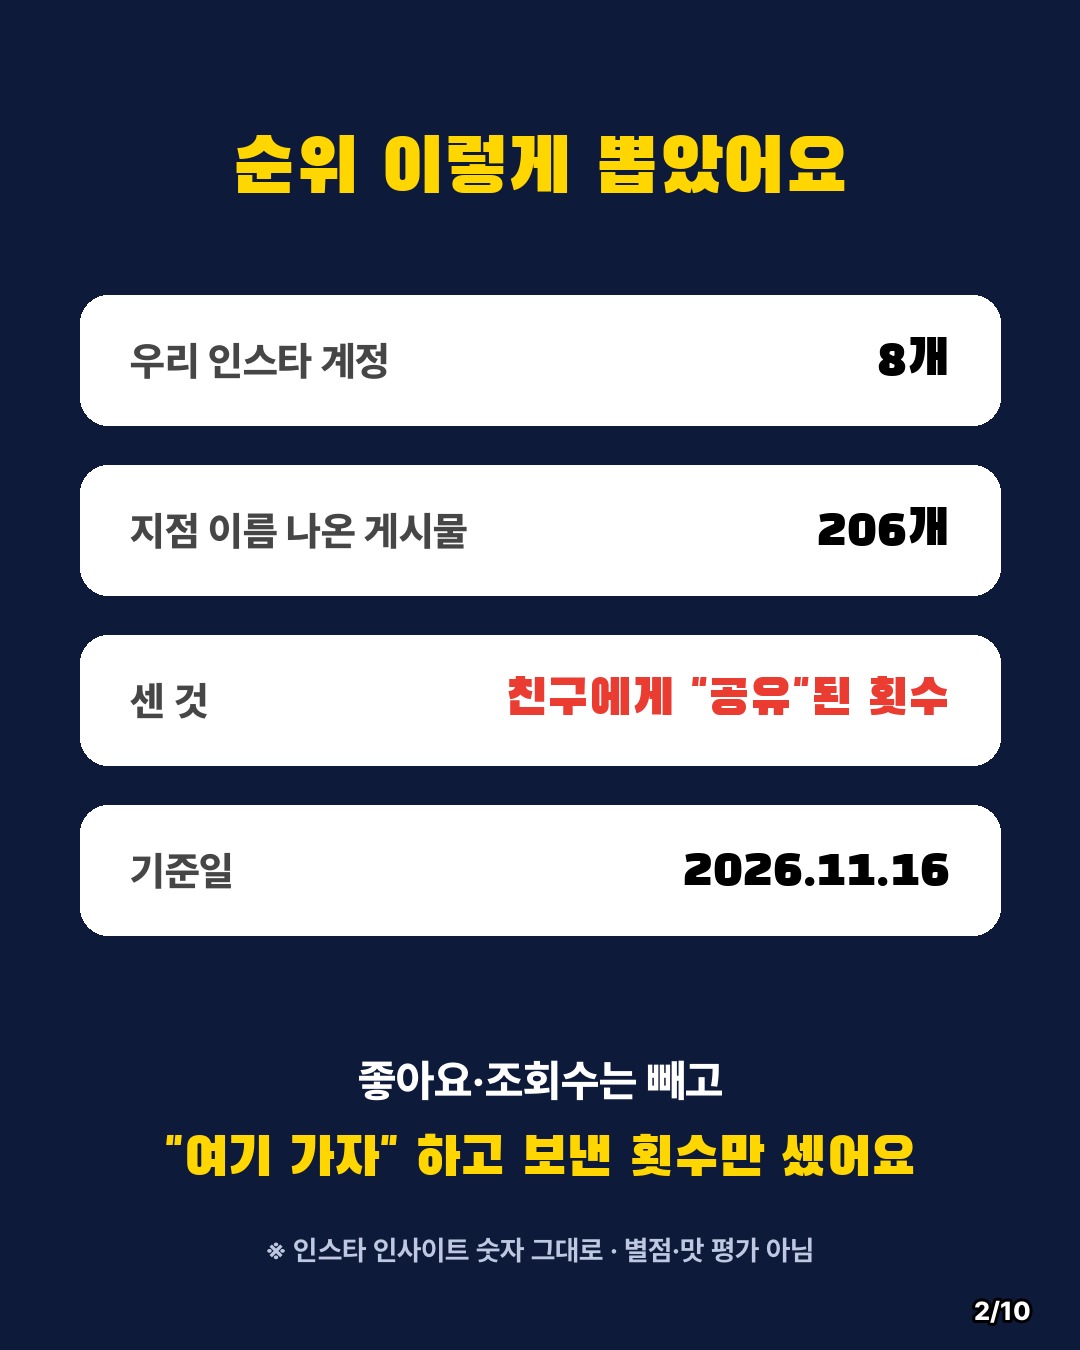 순위 이렇게 뽑았어요
우리 인스타 계정 8개
지점 이름 나온 게시물 206개
센 것 친구에게 "공유"된 횟수
기준일 2026.11.16
좋아요·조회수는 빼고
"여기 가자" 하고 보낸 횟수만 셌어요
※ 인스타 인사이트 숫자 그대로 · 별점·맛 평가 아님
2/10